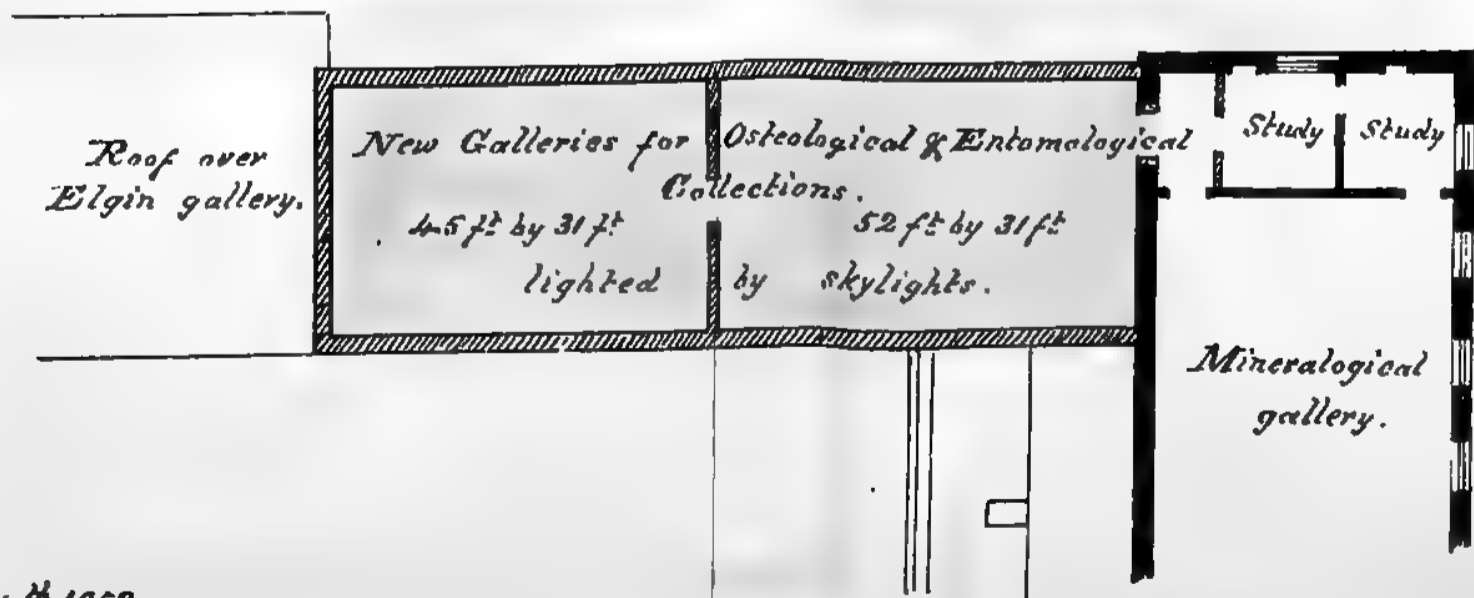 Roof over
Elgin gallery.
New Galleries for Osteological & Entomological
Collections.
45 ft by 31 ft
52 ft by 31 ft
lighted by skylights.
Study
Study
Mineralogical
gallery.